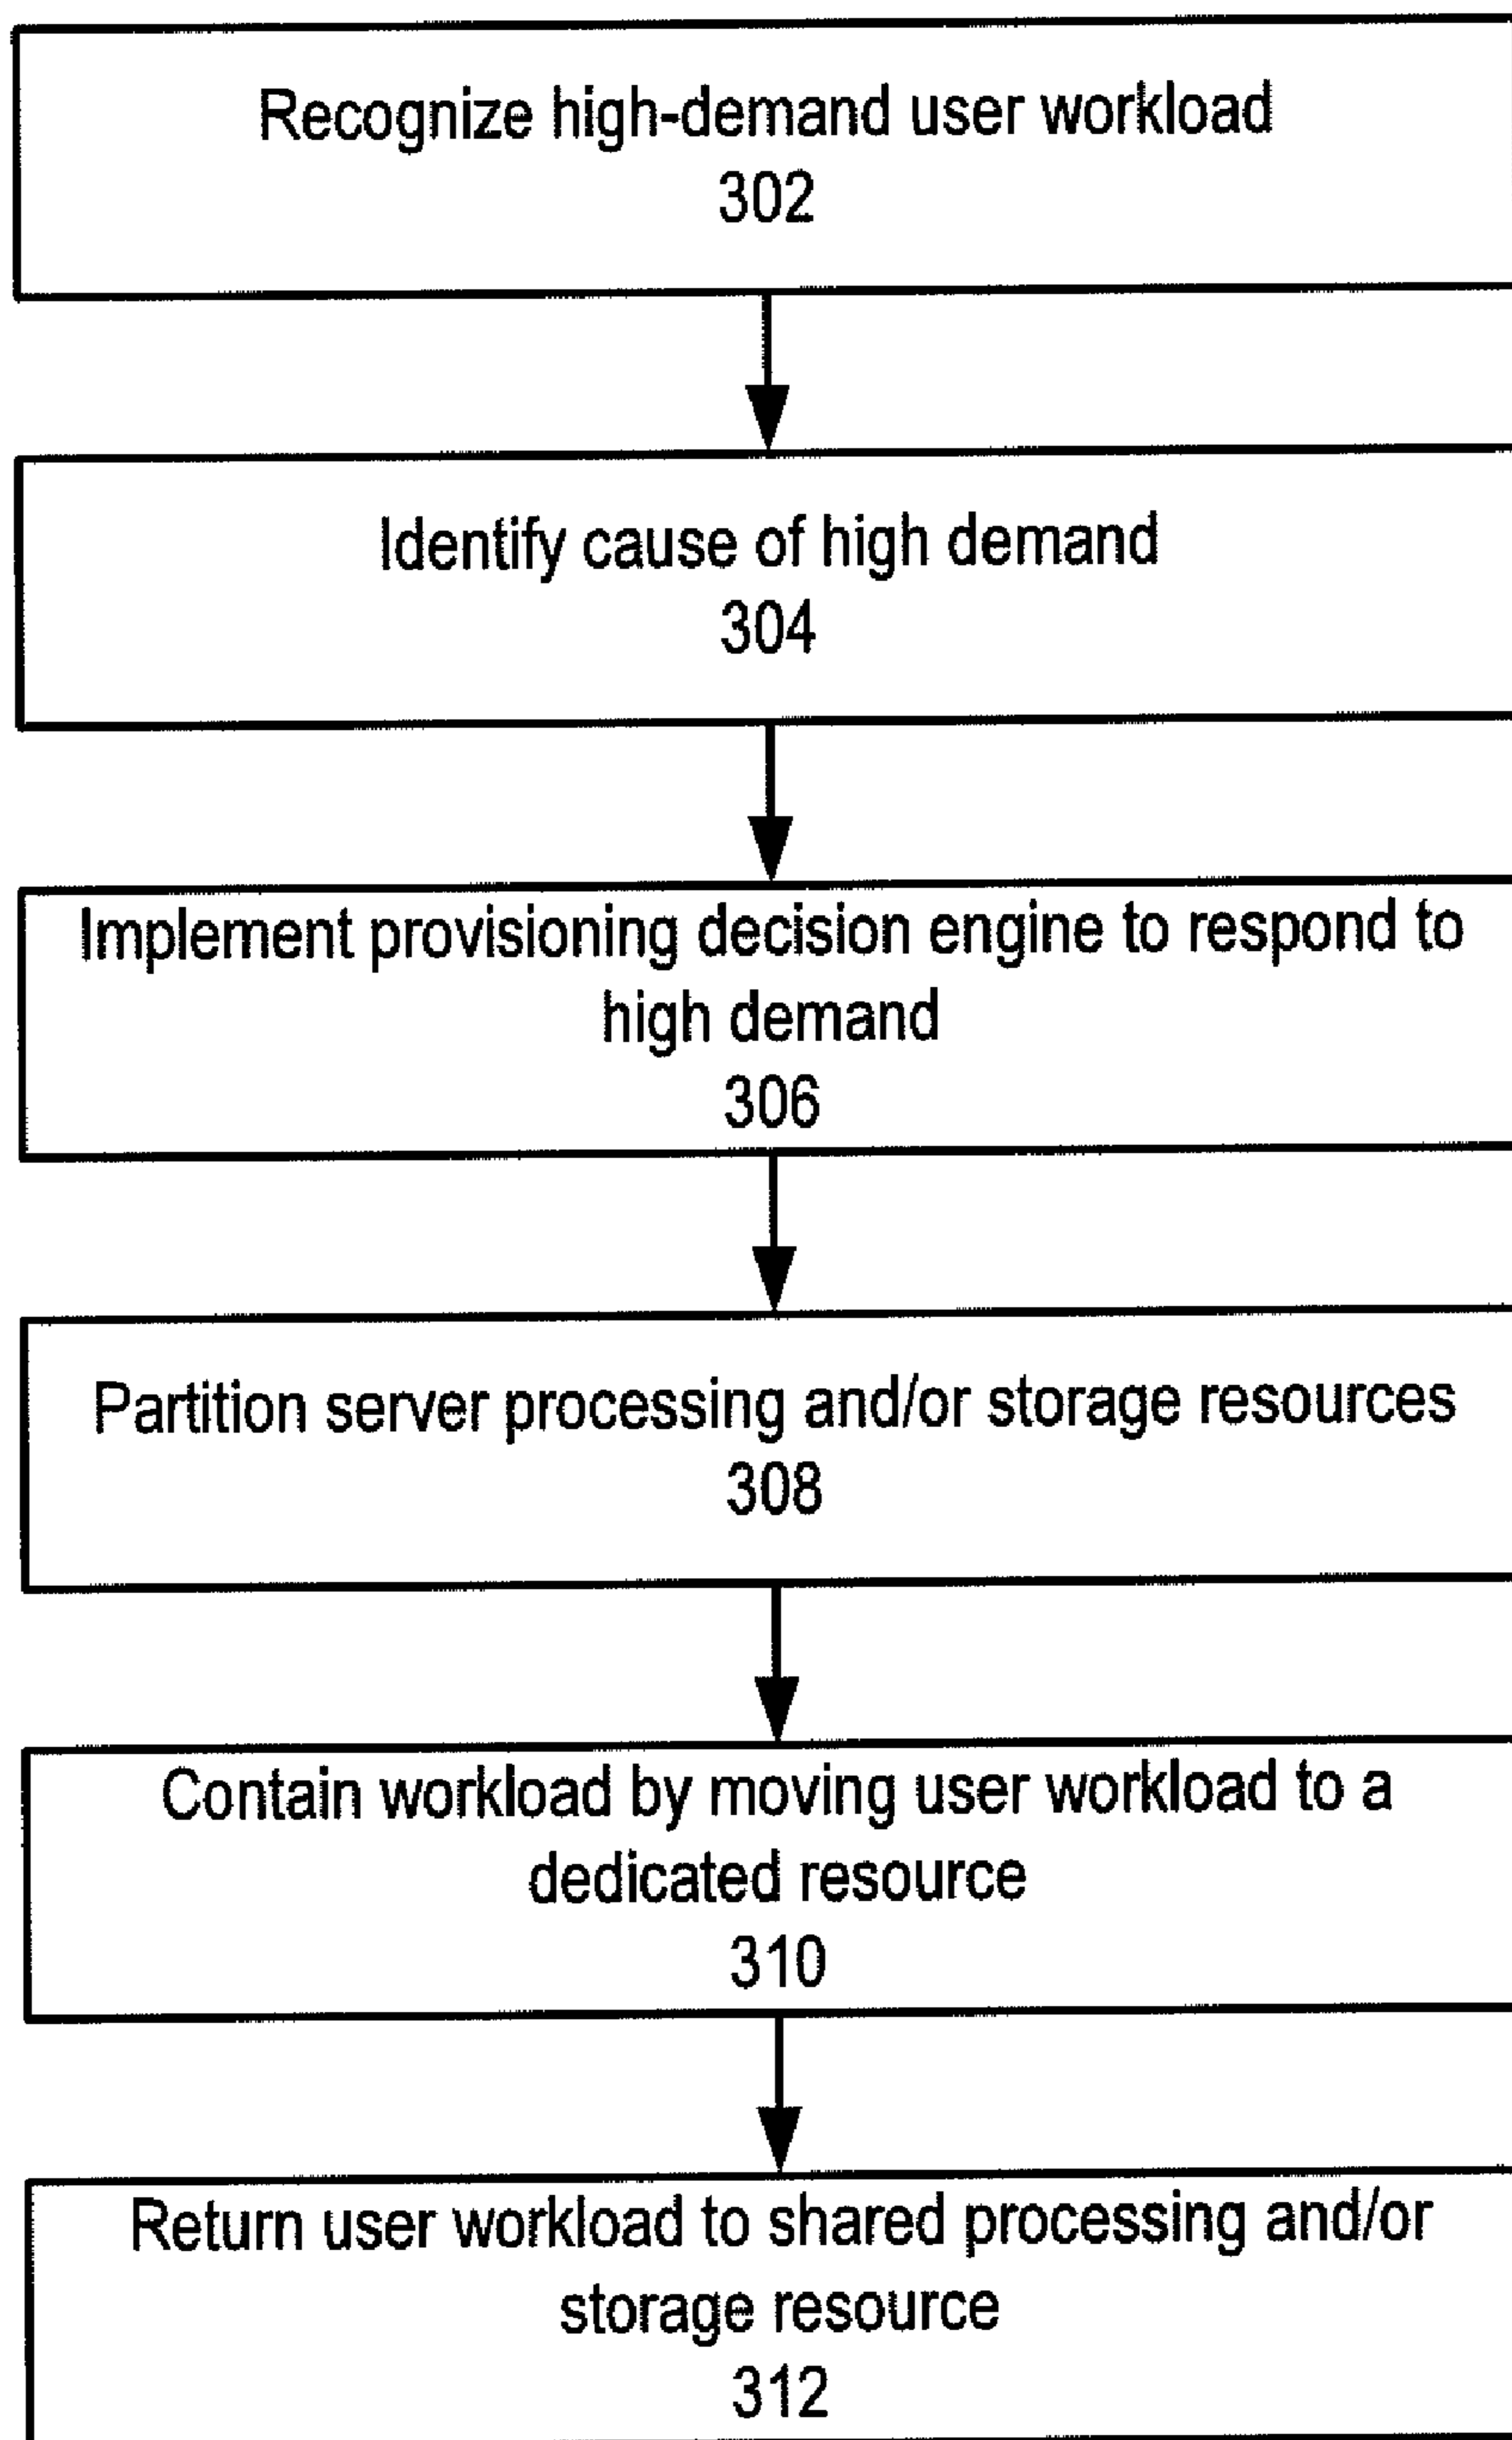 Recognize high-demand user workload
302
Identify cause of high demand
304
Implement provisioning decision engine to respond to
high demand
306
Partition server processing and/or storage resources
308
Contain workload by moving user workload to a
dedicated resource
310
Return user workload to shared processing and/or
storage resource
312